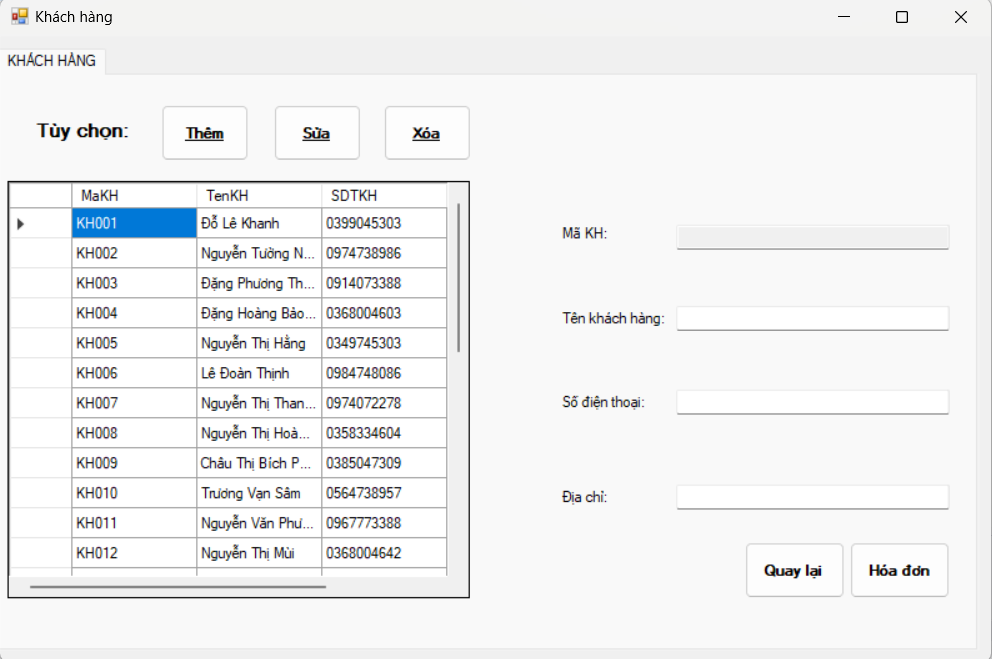 Khách hàng
KHÁCH HÀNG
Tùy chọn: Thêm Sửa Xóa
MaKH TenKH SDTKH
KH001 Đỗ Lê Khanh 0399045303
KH002 Nguyễn Tường N... 0974738986
KH003 Đặng Phương Th... 0914073388
KH004 Đặng Hoàng Bảo... 0368004603
KH005 Nguyễn Thị Hằng 0349745303
KH006 Lê Đoàn Thịnh 0984748086
KH007 Nguyễn Thị Than... 0974072278
KH008 Nguyễn Thị Hoà... 0358334604
KH009 Châu Thị Bích P... 0385047309
KH010 Trương Vạn Sâm 0564738957
KH011 Nguyễn Văn Phư... 0967773388
KH012 Nguyễn Thị Mùi 0368004642
Mã KH:
Tên khách hàng:
Số điện thoại:
Địa chỉ:
Quay lại Hóa đơn